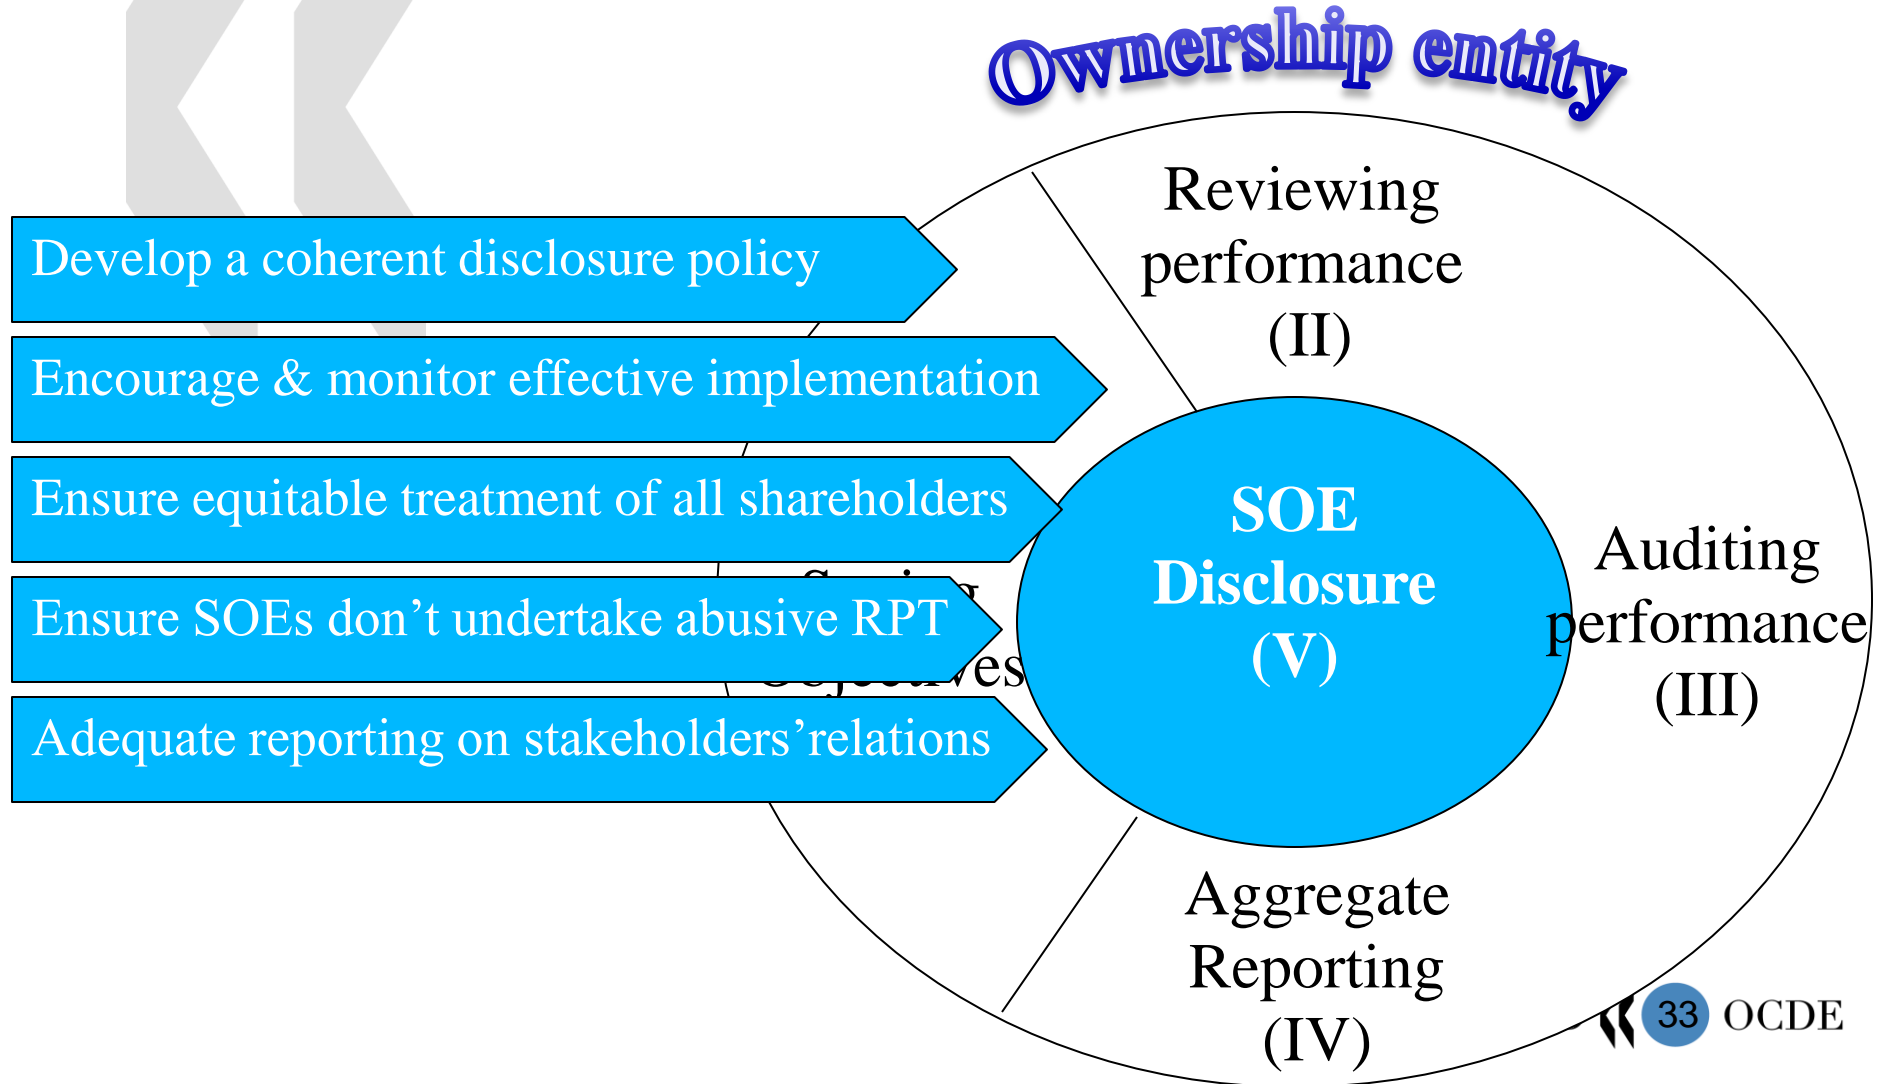 Ownership entity
Reviewing
performance
(II)
Develop a coherent disclosure policy
Encourage & monitor effective implementation
Ensure equitable treatment of all shareholders
Ensure SOEs don’t undertake abusive RPT
Adequate reporting on stakeholders’relations
SOE
Disclosure
(V)
Auditing
performance
(III)
Aggregate
Reporting
(IV)
33
OCDE